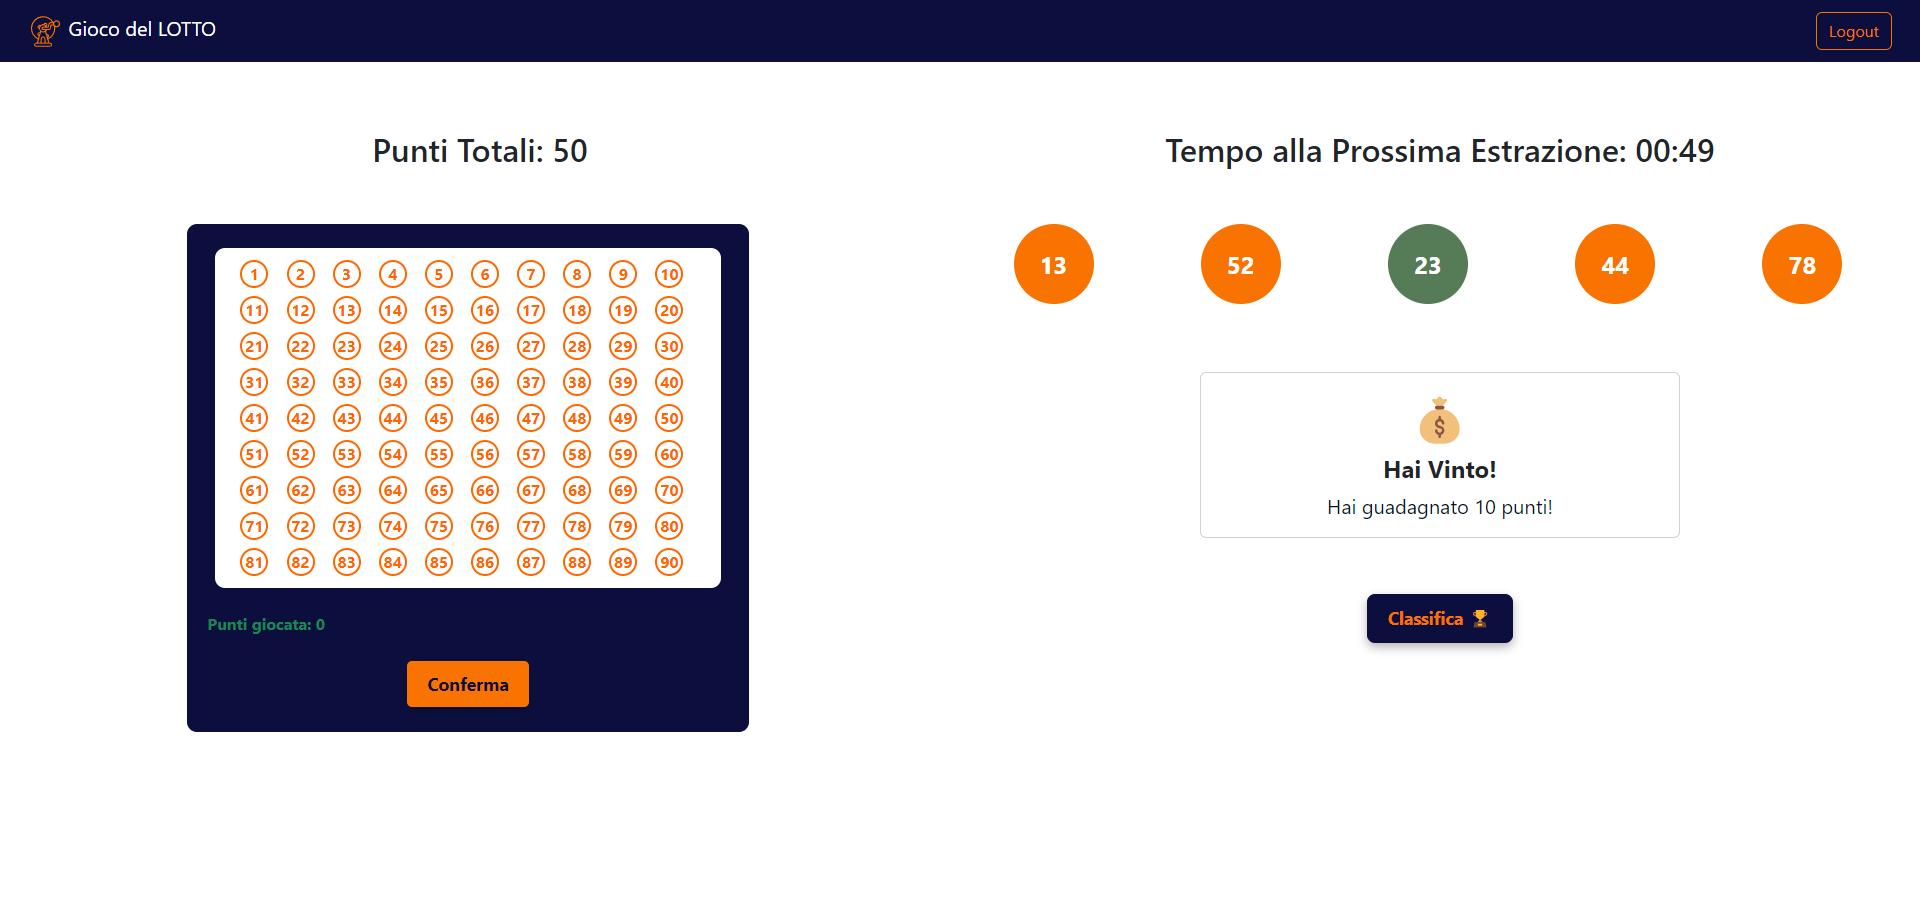 Gioco del LOTTO
Logout
Punti Totali: 50
1 2 3 4 5 6 7 8 9 10
11 12 13 14 15 16 17 18 19 20
21 22 23 24 25 26 27 28 29 30
31 32 33 34 35 36 37 38 39 40
41 42 43 44 45 46 47 48 49 50
51 52 53 54 55 56 57 58 59 60
61 62 63 64 65 66 67 68 69 70
71 72 73 74 75 76 77 78 79 80
81 82 83 84 85 86 87 88 89 90
Punti giocata: 0
Conferma
Tempo alla Prossima Estrazione: 00:49
13 52 23 44 78
$
Hai Vinto!
Hai guadagnato 10 punti!
Classifica